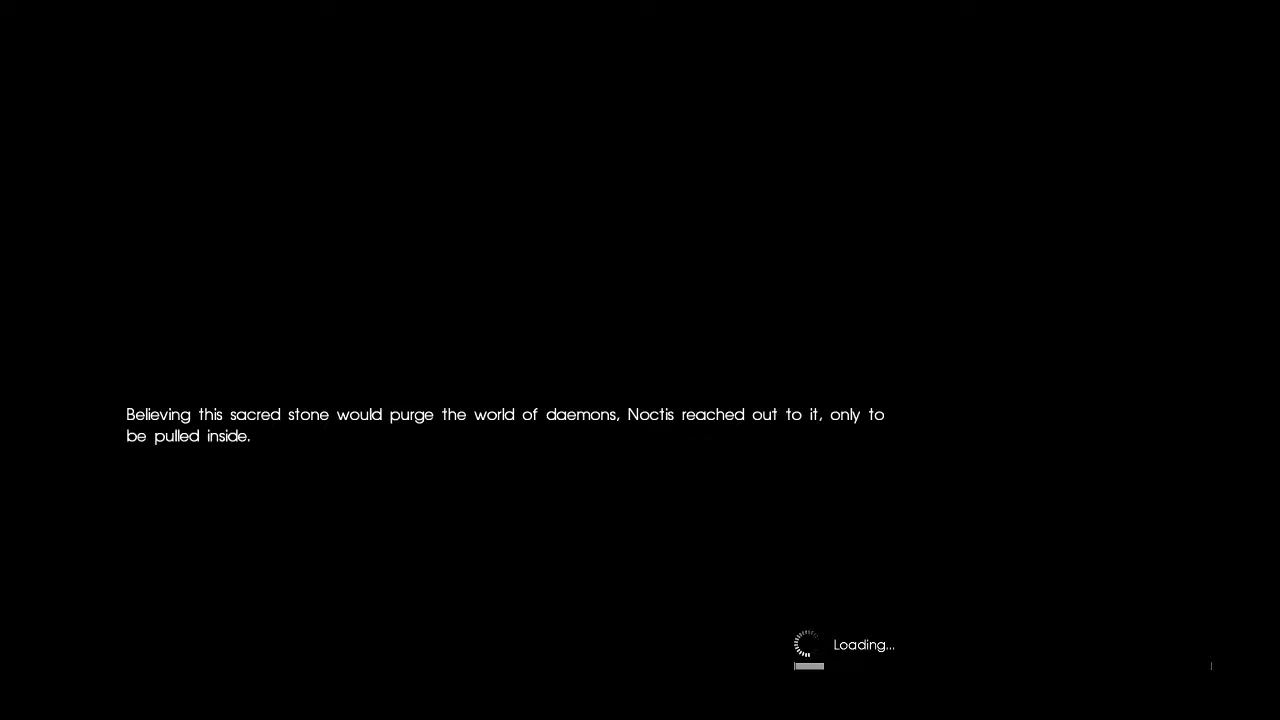 Believing this sacred stone would purge the world of daemons, Noctis reached out to it, only to
be pulled inside.
Loading...